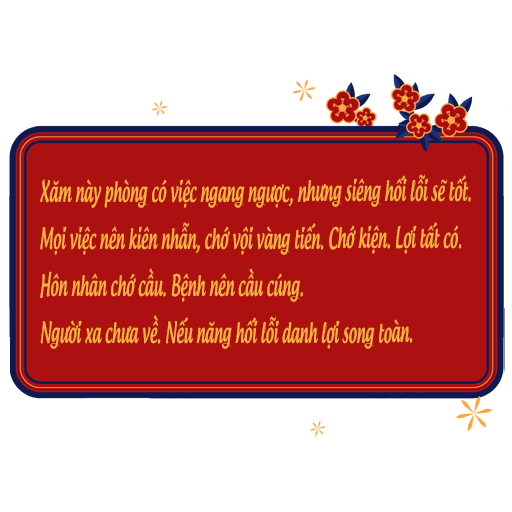 Xăm này phòng có việc ngang ngược, nhưng siêng hối lỗi sẽ tốt.
Mọi việc nên kiên nhẫn, chớ vội vàng tiến. Chớ kiện. Lợi tất có.
Hôn nhân chớ cầu. Bệnh nên cầu cúng.
Người xa chưa về. Nếu năng hối lỗi danh lợi song toàn.